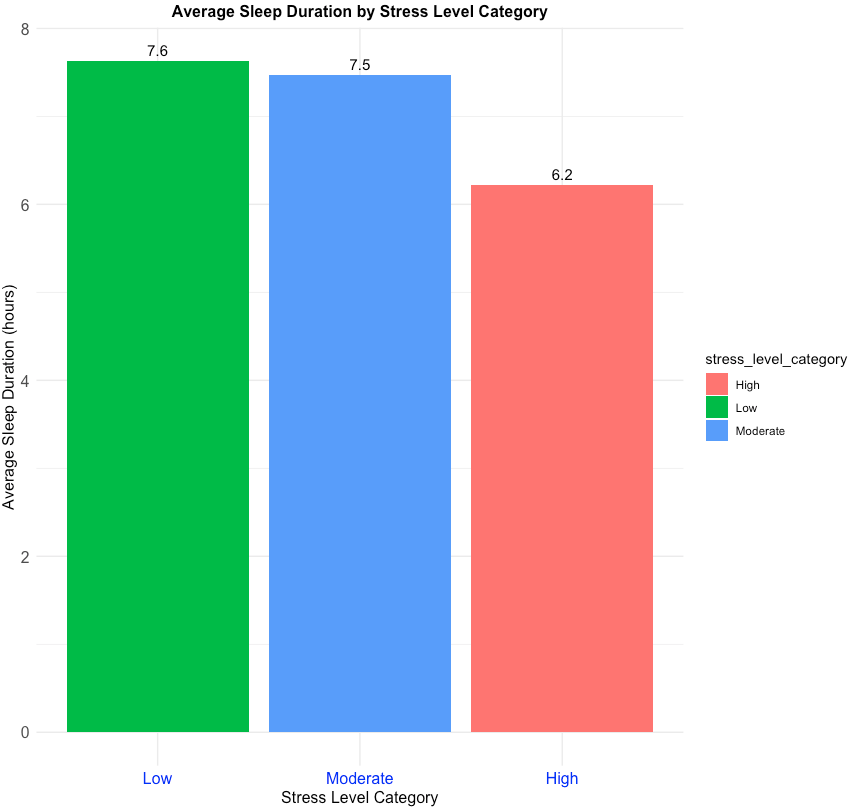 Average Sleep Duration by Stress Level Category
8
7.6
7.5
6.2
6
4
2
0
Average Sleep Duration (hours)
Low
Moderate
High
Stress Level Category
stress_level_category
High
Low
Moderate